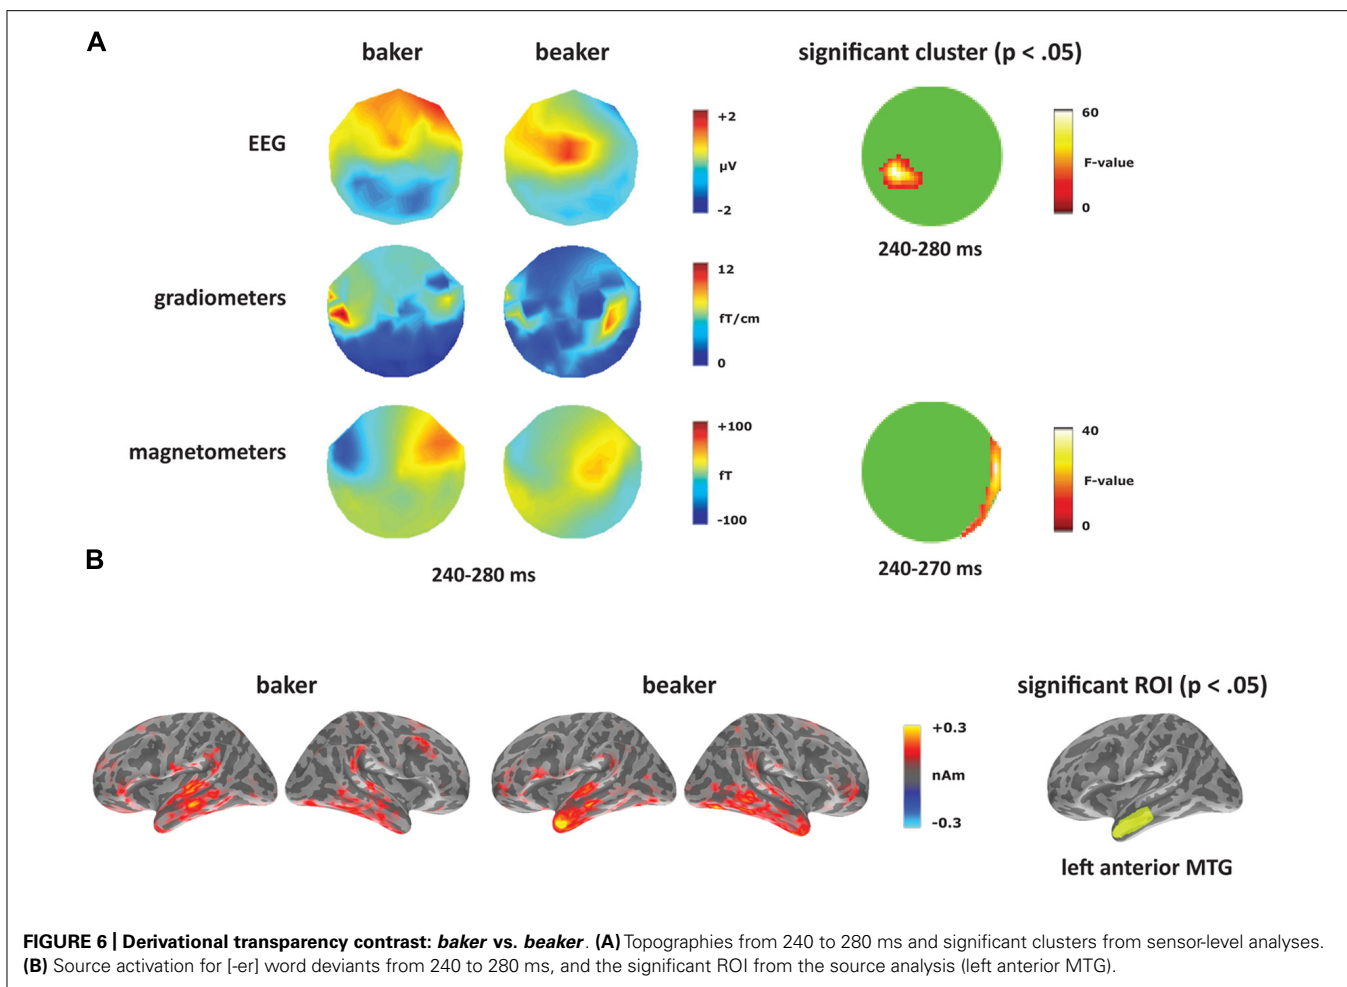 A
baker
beaker
significant cluster (p < .05)
EEG
+2
µV
-2
60
F-value
0
240-280 ms
gradiometers
12
fT/cm
0
magnetometers
+100
fT
-100
40
F-value
0
240-280 ms
240-270 ms
B
baker
beaker
significant ROI (p < .05)
+0.3
nAm
-0.3
left anterior MTG
FIGURE 6 | Derivational transparency contrast: baker vs. beaker. (A) Topographies from 240 to 280 ms and significant clusters from sensor-level analyses.
(B) Source activation for [-er] word deviants from 240 to 280 ms, and the significant ROI from the source analysis (left anterior MTG).